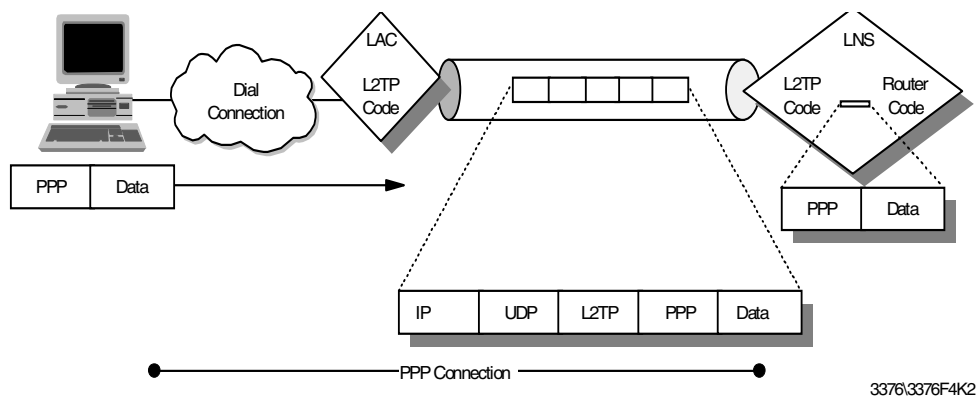 LAC
L2TP
Code
Dial
Connection
LNS
L2TP
Code
Router
Code
PPP Data
PPP Data
IP UDP L2TP PPP Data
PPP Connection
3376\3376F4K2